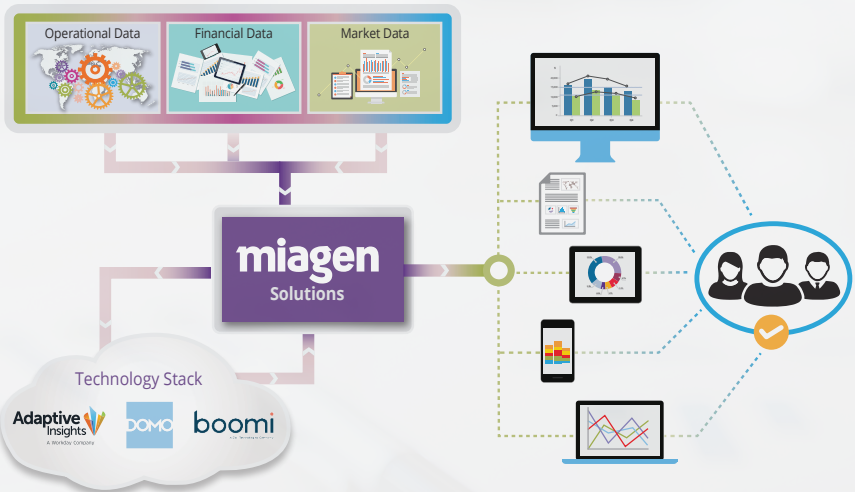 Operational Data
Financial Data
Market Data
miagen
Solutions
Technology Stack
Adaptive
Insights
A Workday Company
DOMO
boomi